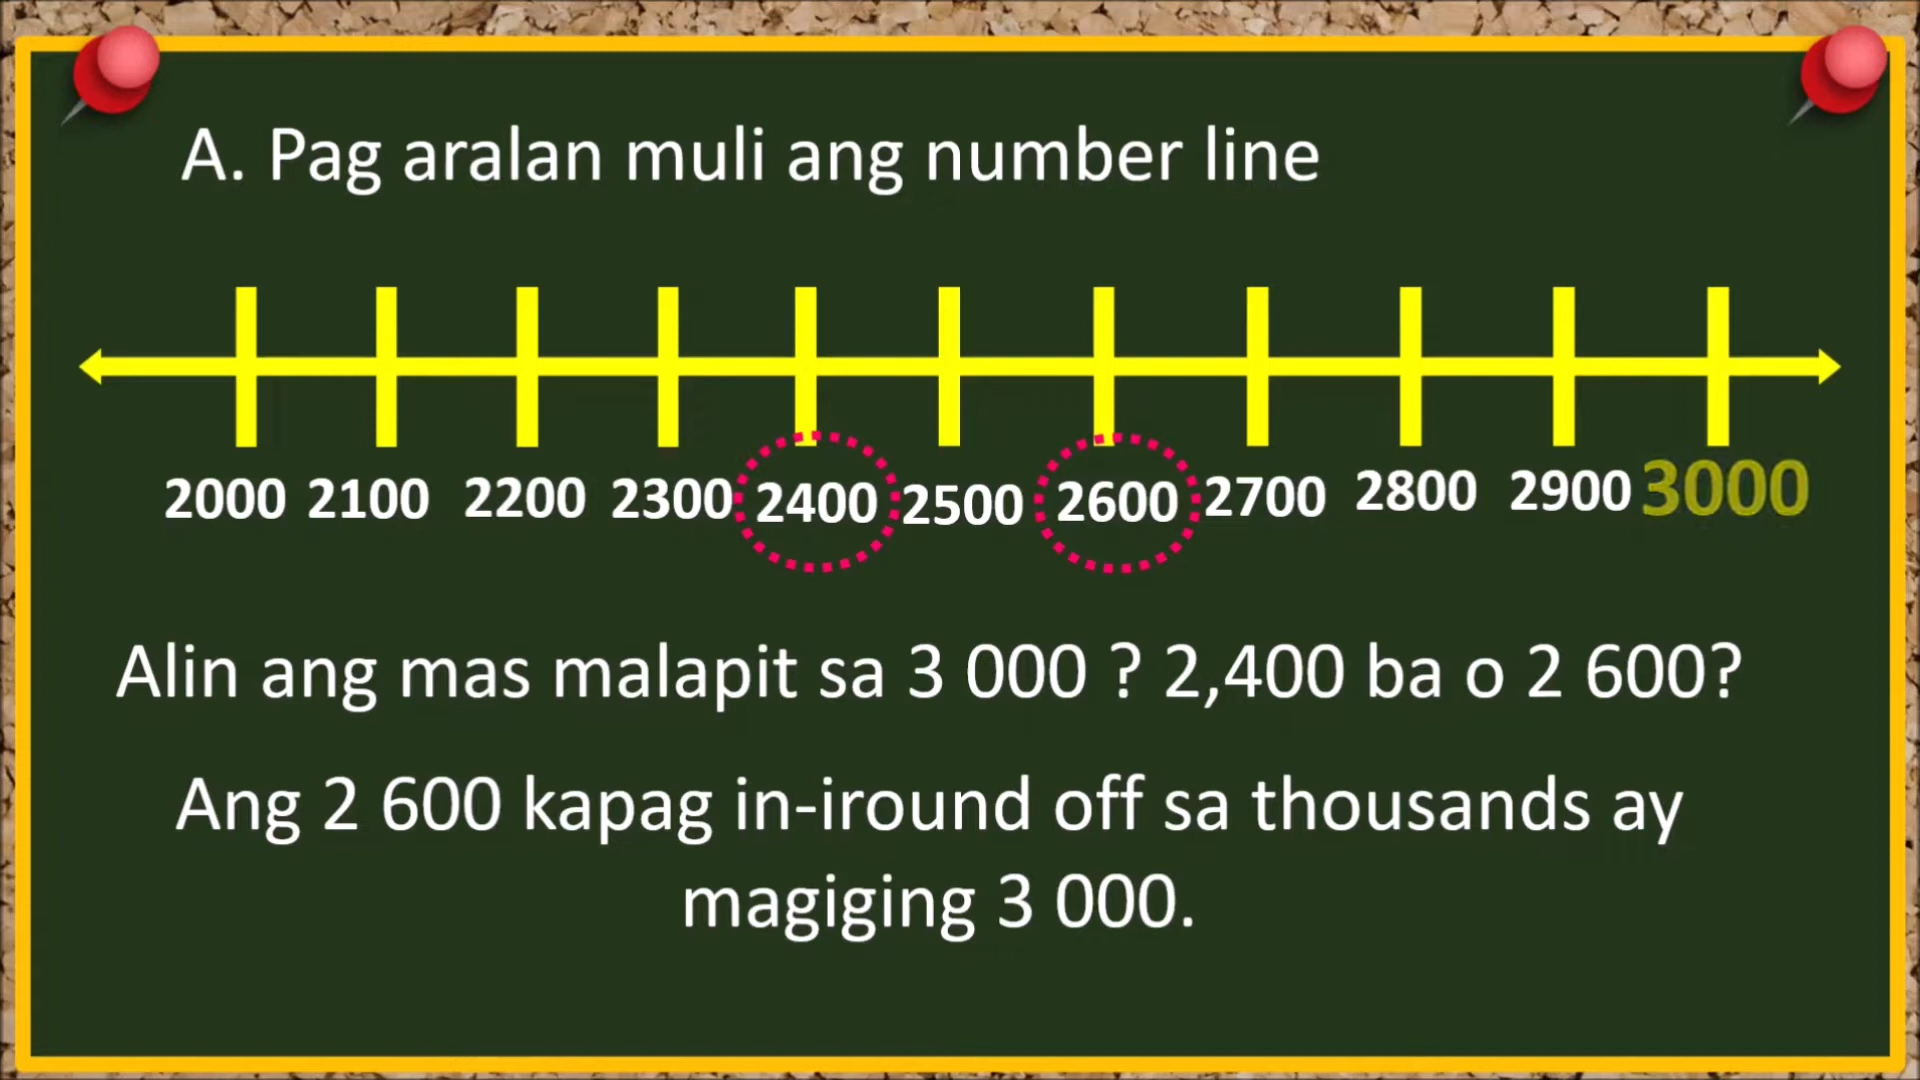 A. Pag aralan muli ang number line
2000 2100 2200 2300 2400 2500 2600 2700 2800 2900 3000
Alin ang mas malapit sa 3 000 ? 2,400 ba o 2 600?
Ang 2 600 kapag in-iround off sa thousands ay
magiging 3 000.